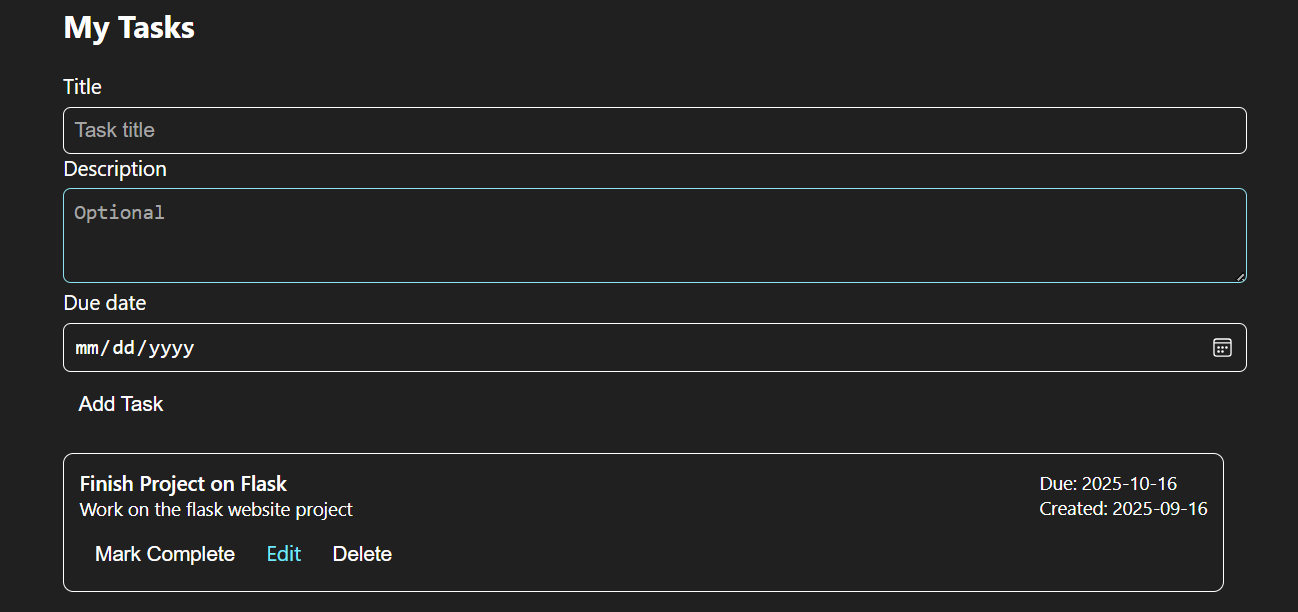 My Tasks
Title
Task title
Description
Optional
Due date
mm/dd/yyyy
Add Task
Finish Project on Flask
Due: 2025-10-16
Work on the flask website project
Created: 2025-09-16
Mark Complete Edit Delete